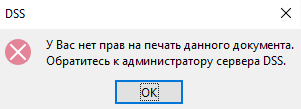 DSS
У Вас нет прав на печать данного документа.
Обратитесь к администратору сервера DSS.
OK